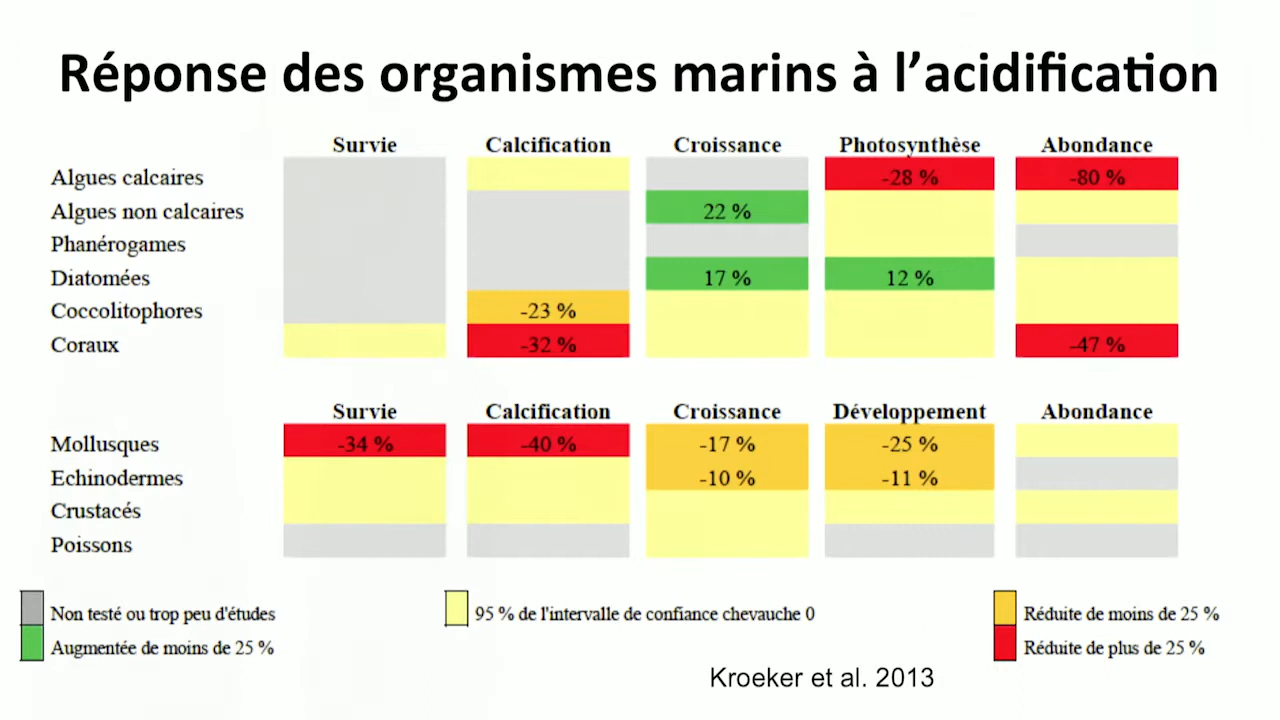 Réponse des organismes marins à l’acidification
Survie Calcification Croissance Photosynthèse Abondance
Algues calcaires -28 % -80 %
Algues non calcaires 22 %
Phanérogames
Diatomées 17 % 12 %
Coccolitophores -23 %
Coraux -32 % -47 %
Survie Calcification Croissance Développement Abondance
Mollusques -34 % -40 % -17 % -25 %
Echinodermes -10 % -11 %
Crustacés
Poissons
Non testé ou trop peu d'études 95 % de l'intervalle de confiance chevauche 0 Réduite de moins de 25 %
Augmentée de moins de 25 % Réduite de plus de 25 %
Kroeker et al. 2013